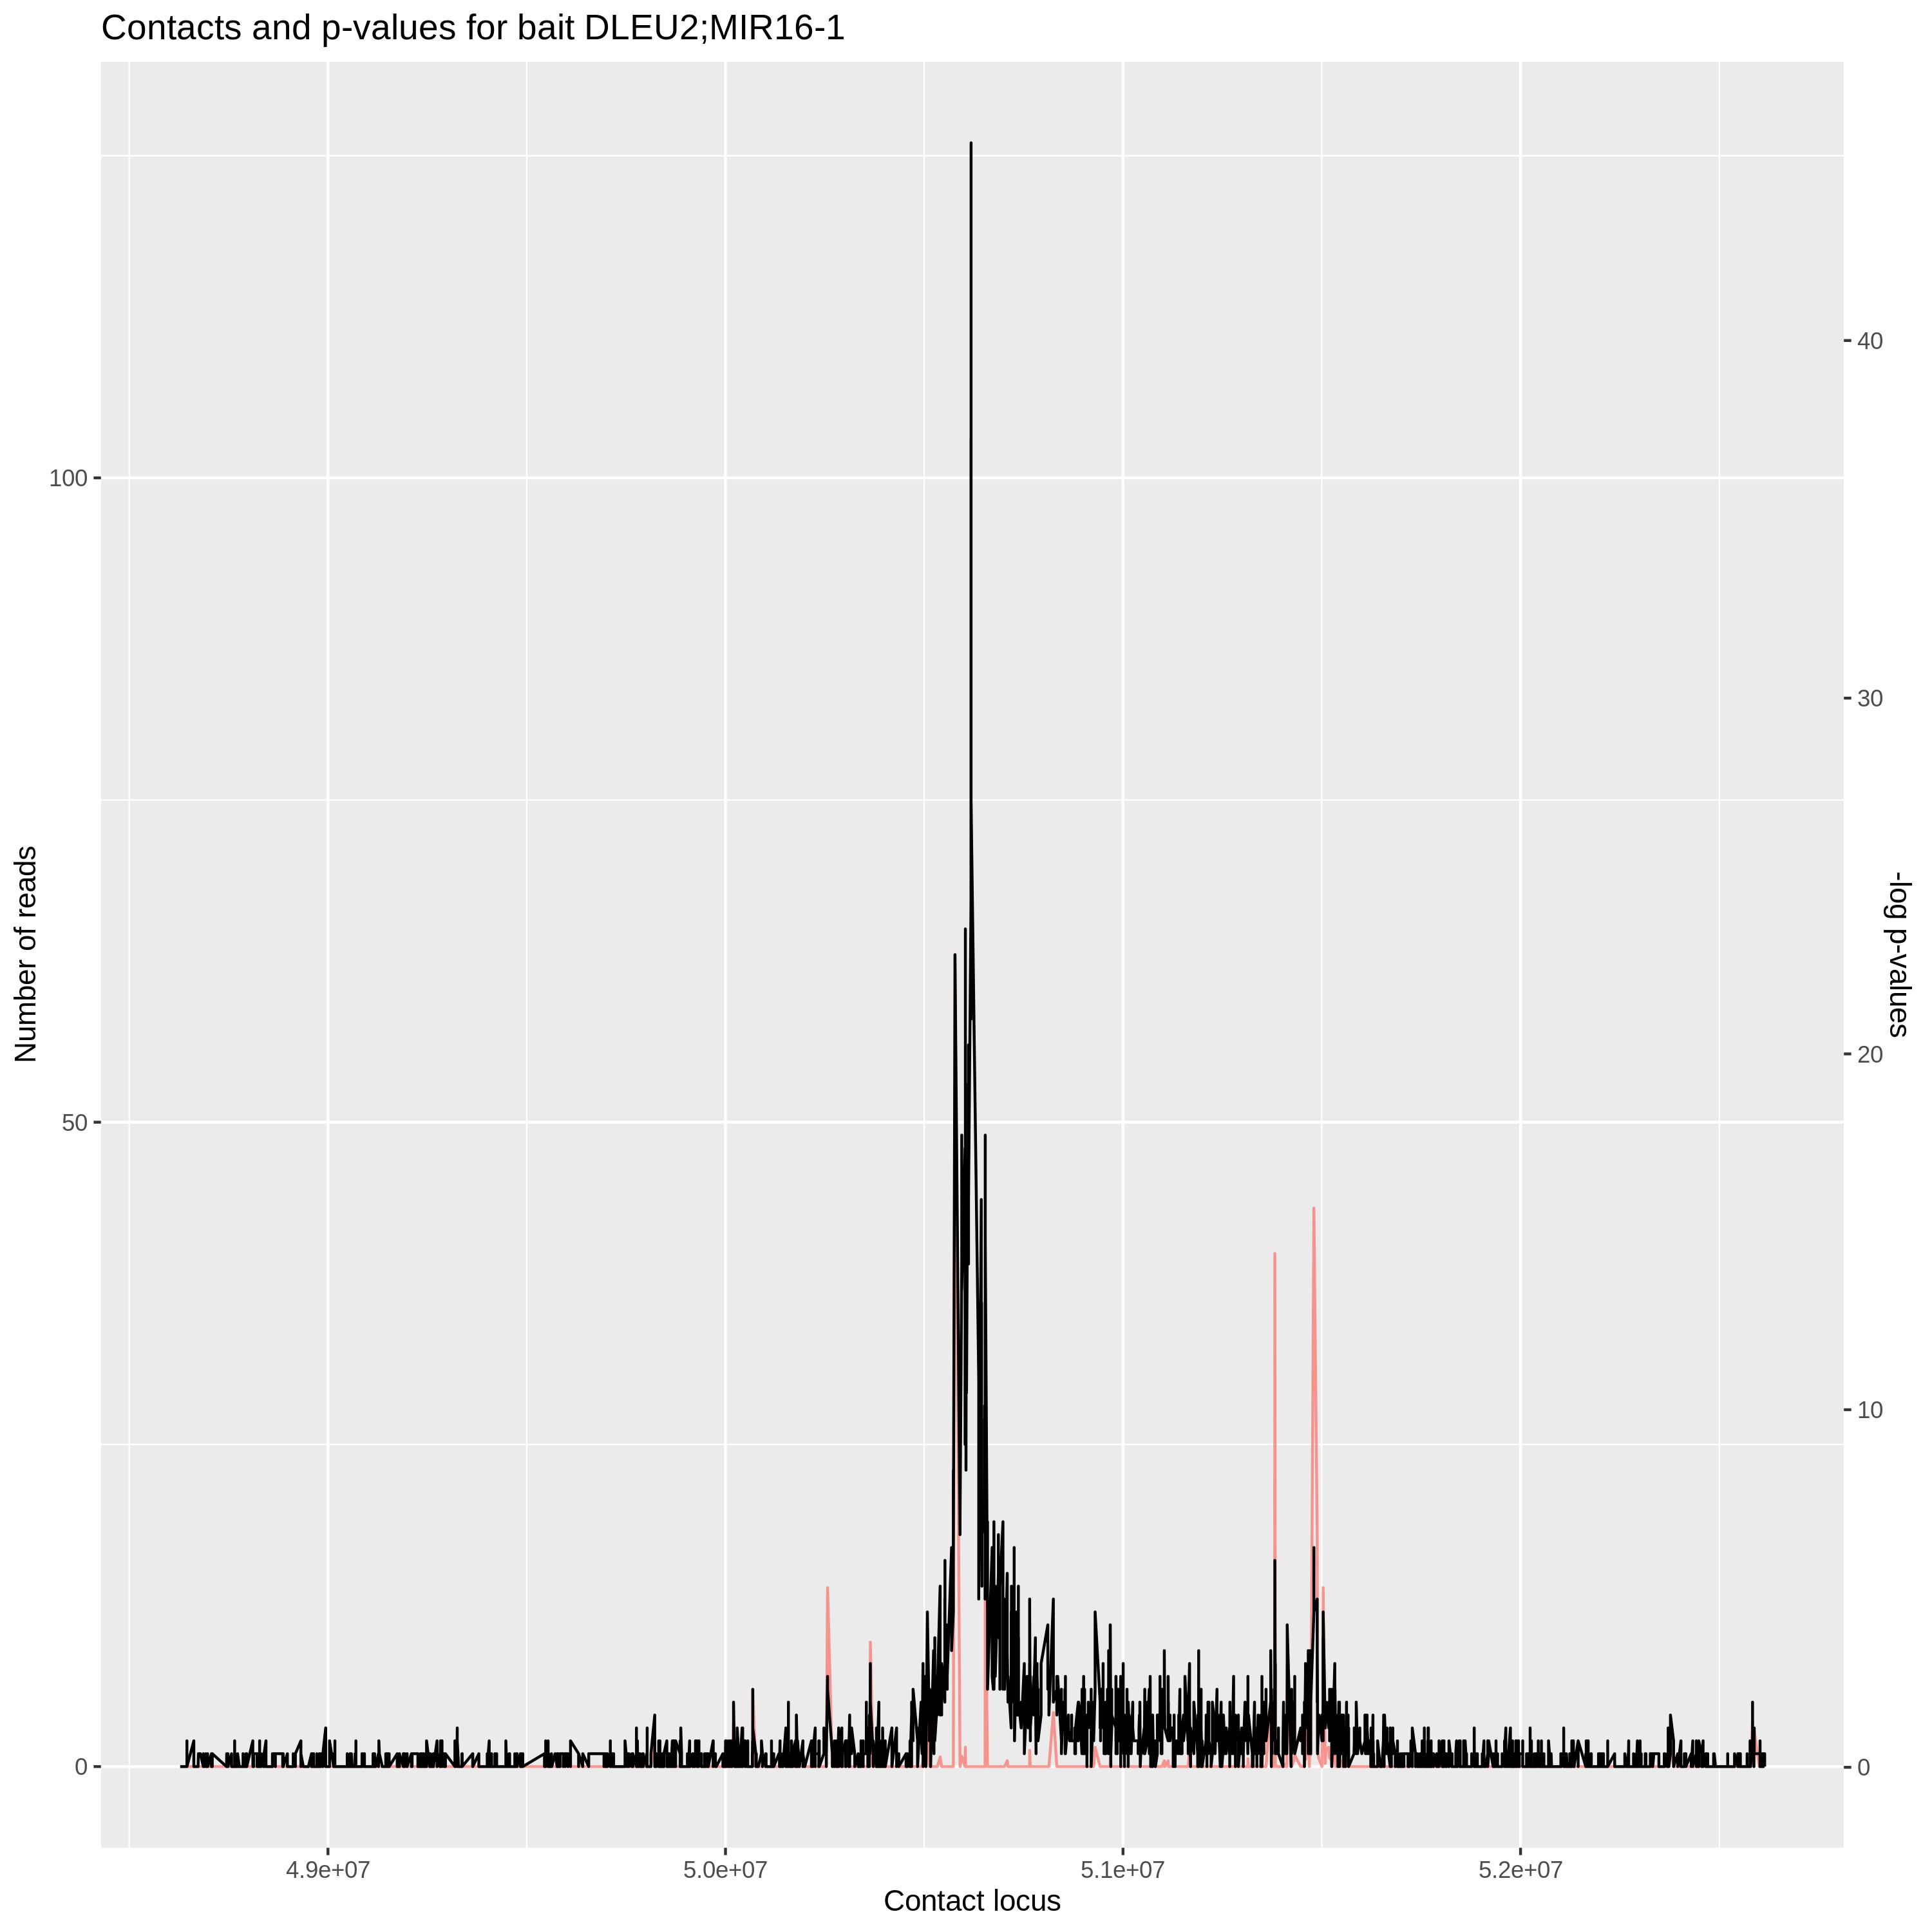 Contacts and p-values for bait DLEU2;MIR16-1
Number of reads
100
50
0
40
30
20
10
0
-log p-values
4.9e+07 5.0e+07 5.1e+07 5.2e+07
Contact locus